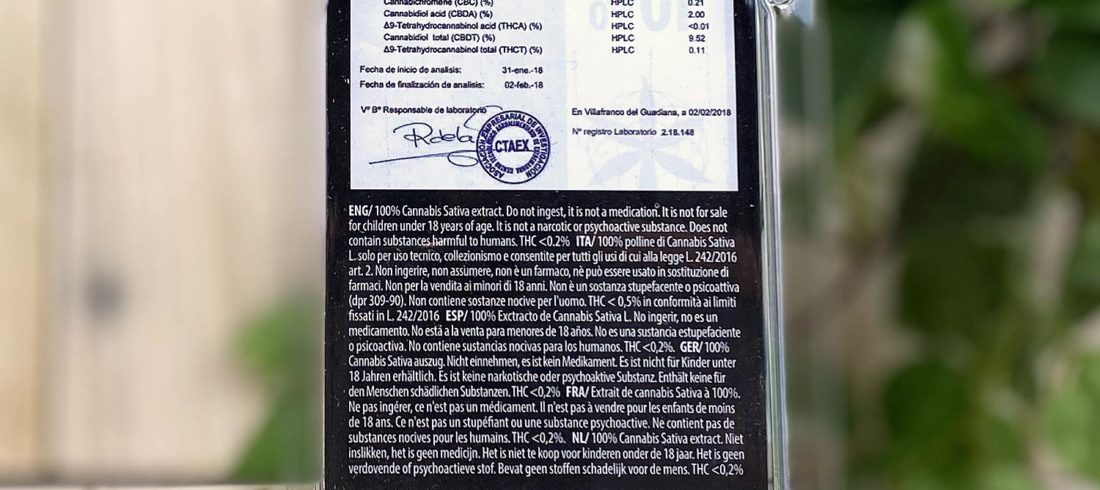 Cannabichromene (CBC) (%) HPLC 0.21
Cannabidiol acid (CBDA) (%) HPLC 2.00
Δ9-Tetrahydrocannabinol acid (THCA) (%) HPLC <0.01
Cannabidiol total (CBDT) (%) HPLC 9.52
Δ9-Tetrahydrocannabinol total (THCT) (%) HPLC 0.11
Fecha de inicio de analisis: 31-ene.-18
Fecha de finalización de analisis: 02-feb.-18
Vº Bº Responsable de laboratorio
En Villafranco del Guadiana, a 02/02/2018
Nº registro Laboratorio 2.18.148
ASOCIACIÓN EMPRESARIAL DE INVESTIGACIÓN
CTAEX
ENG/ 100% Cannabis Sativa extract. Do not ingest, it is not a medication. It is not for sale
for children under 18 years of age. It is not a narcotic or psychoactive substance. Does not
contain substances harmful to humans. THC <0.2% ITA/ 100% polline di Cannabis Sativa
L. solo per uso tecnico, collezionismo e consentite per tutti gli usi di cui alla legge L. 242/2016
art. 2. Non ingerire, non assumere, non è un farmaco, nè può essere usato in sostituzione di
farmaci. Non per la vendita ai minori di 18 anni. Non è un sostanza stupefacente o psicoattiva
(dpr 309-90). Non contiene sostanze nocive per l'uomo. THC < 0,5% in conformità ai limiti
fissati in L. 242/2016 ESP/ 100% Exctracto de Cannabis Sativa L. No ingerir, no es un
medicamento. No está a la venta para menores de 18 años. No es una sustancia estupefaciente
o psicoactiva. No contiene sustancias nocivas para los humanos. THC <0,2%. GER/ 100%
Cannabis Sativa auszug. Nicht einnehmen, es ist kein Medikament. Es ist nicht für Kinder unter
18 Jahren erhältlich. Es ist keine narkotische oder psychoaktive Substanz. Enthält keine für
den Menschen schädlichen Substanzen. THC <0,2% FRA/ Extrait de cannabis Sativa à 100%.
Ne pas ingérer, ce n'est pas un médicament. Il n'est pas à vendre pour les enfants de moins
de 18 ans. Ce n'est pas un stupéfiant ou une substance psychoactive. Ne contient pas de
substances nocives pour les humains. THC <0,2%. NL/ 100% Cannabis Sativa extract. Niet
inslikken, het is geen medicijn. Het is niet te koop voor kinderen onder de 18 jaar. Het is geen
verdovende of psychoactieve stof. Bevat geen stoffen schadelijk voor de mens. THC <0,2%